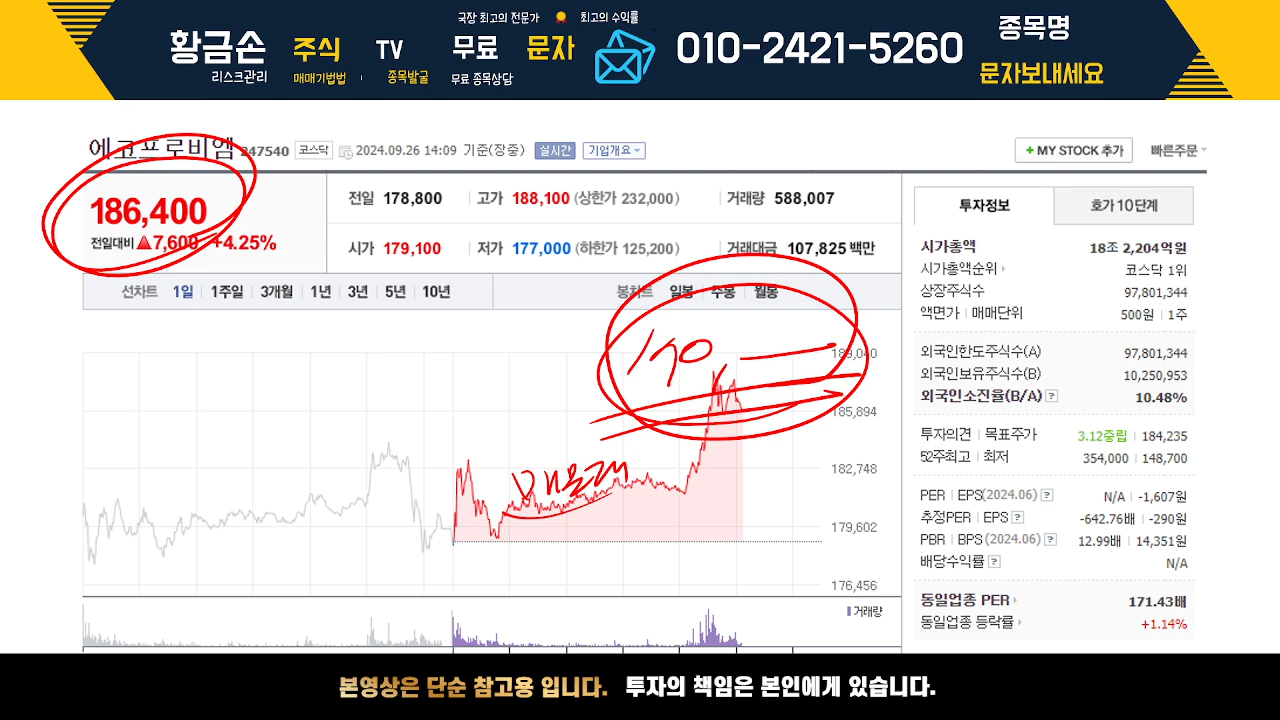 국장 최고의 전문가 최고의 수익률
황금손 주식 TV 무료 문자 010-2421-5260 종목명
리스크관리 매매기법법 종목발굴 무료 종목상담 문자보내세요
에코프로비엠 247540 코스닥 2024.09.26 14:09 기준(장중) 실시간 기업개요 + MY STOCK 추가 빠른주문
186,400
전일대비 ▲7,600 +4.25%
전일 178,800 고가 188,100 (상한가 232,000) 거래량 588,007
시가 179,100 저가 177,000 (하한가 125,200) 거래대금 107,825 백만
선차트 1일 1주일 3개월 1년 3년 5년 10년 봉차트 일봉 주봉 월봉
189,040
185,894
182,748
179,602
176,456
거래량
190
투자정보 호가 10단계
시가총액 18조 2,204억원
시가총액순위 코스닥 1위
상장주식수 97,801,344
액면가 매매단위 500원 1주
외국인한도주식수(A) 97,801,344
외국인보유주식수(B) 10,250,953
외국인소진율(B/A) ? 10.48%
투자의견 목표주가 3.12중립 184,235
52주최고 최저 354,000 148,700
PER EPS(2024.06) ? N/A -1,607원
추정PER EPS ? -642.76배 -290원
PBR BPS (2024.06) ? 12.99배 14,351원
배당수익률 ? N/A
동일업종 PER 171.43배
동일업종 등락률 +1.14%
본영상은 단순 참고용 입니다. 투자의 책임은 본인에게 있습니다.